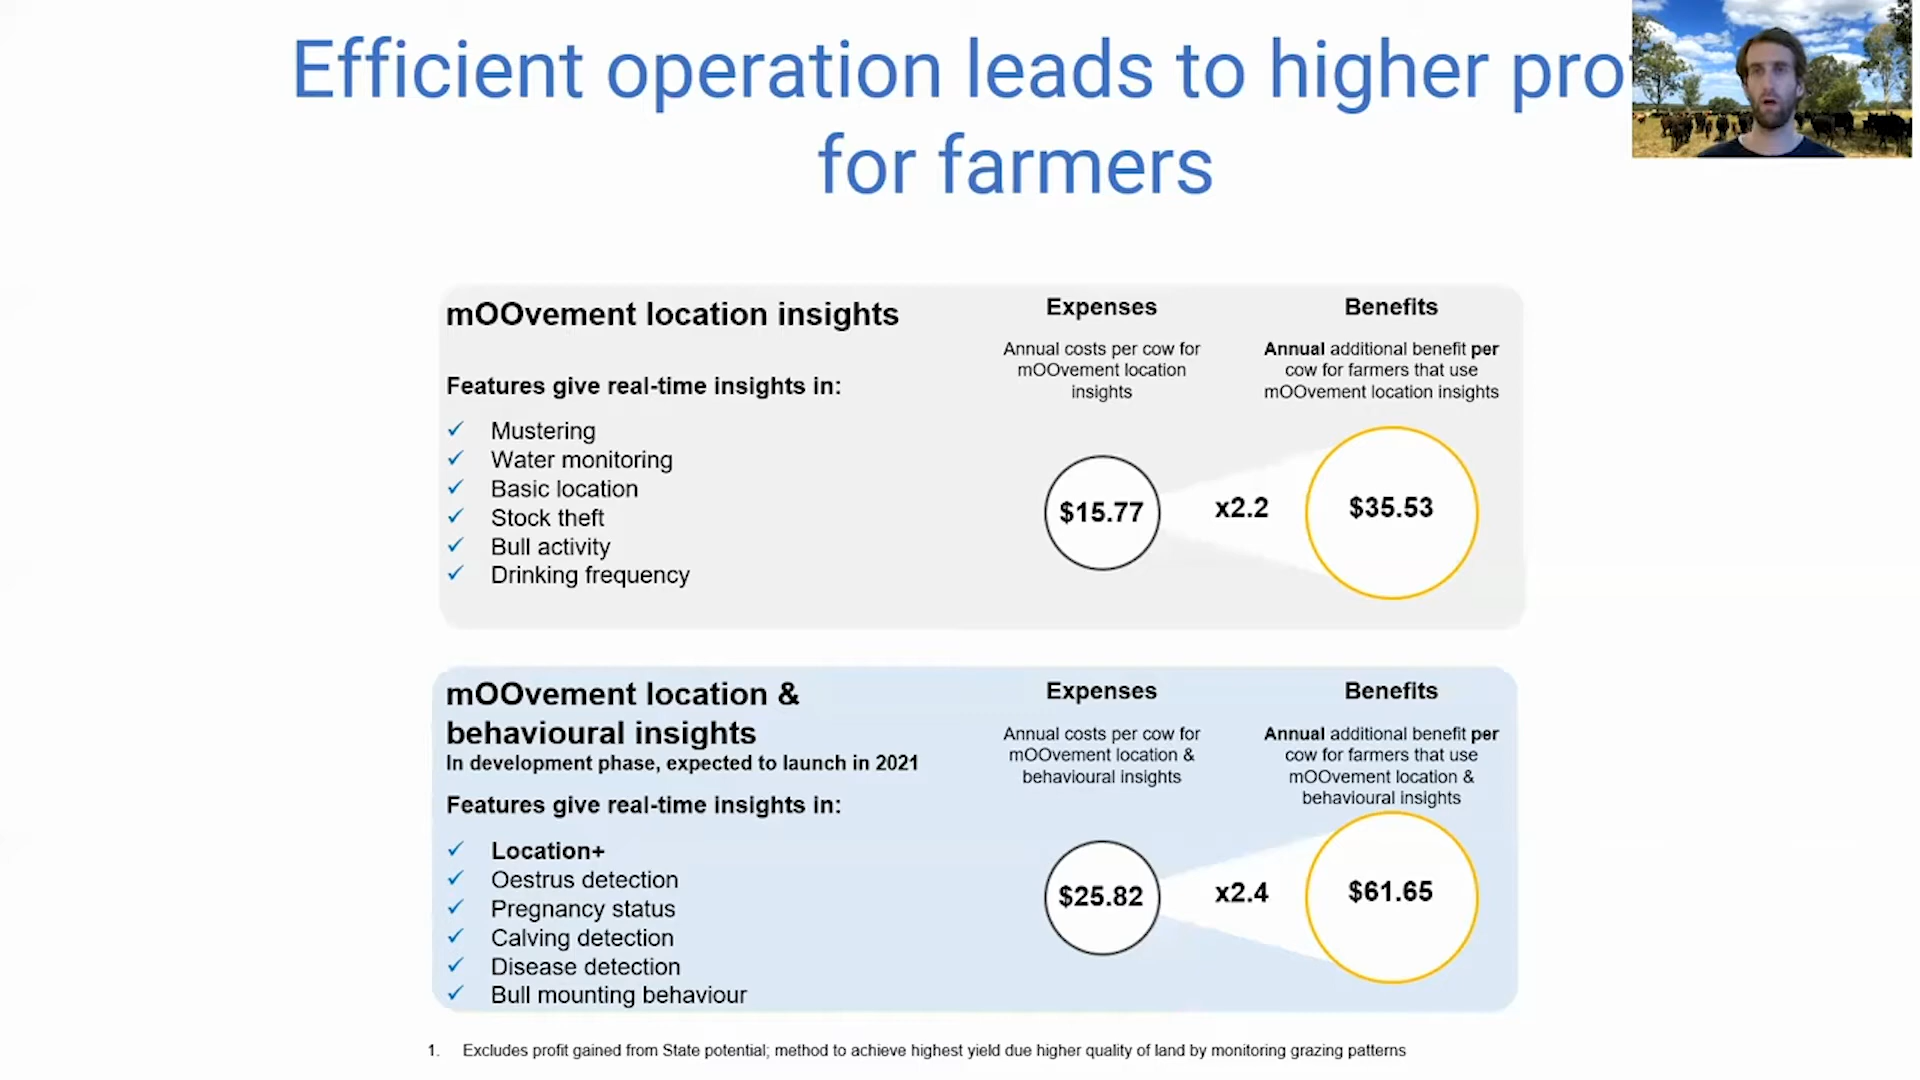 Efficient operation leads to higher pro
for farmers
mOOvement location insights
Features give real-time insights in:
✓ Mustering
✓ Water monitoring
✓ Basic location
✓ Stock theft
✓ Bull activity
✓ Drinking frequency
Expenses
Annual costs per cow for
mOOvement location
insights
$15.77
x2.2
Benefits
Annual additional benefit per
cow for farmers that use
mOOvement location insights
$35.53
mOOvement location &
behavioural insights
In development phase, expected to launch in 2021
Features give real-time insights in:
✓ Location+
✓ Oestrus detection
✓ Pregnancy status
✓ Calving detection
✓ Disease detection
✓ Bull mounting behaviour
Expenses
Annual costs per cow for
mOOvement location &
behavioural insights
$25.82
x2.4
Benefits
Annual additional benefit per
cow for farmers that use
mOOvement location &
behavioural insights
$61.65
1. Excludes profit gained from State potential; method to achieve highest yield due higher quality of land by monitoring grazing patterns